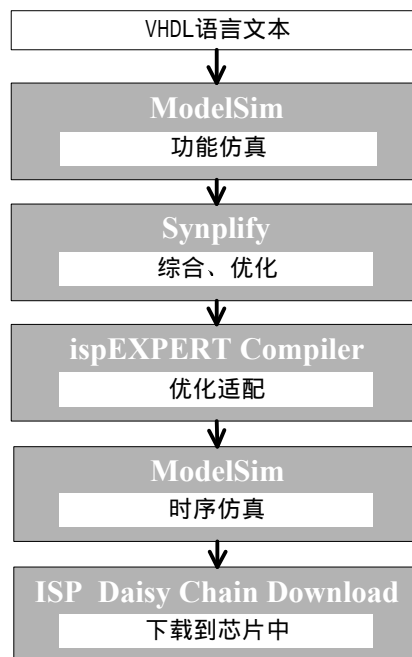 VHDL语言文本
ModelSim
功能仿真
Synplify
综合、优化
ispEXPERT Compiler
优化适配
ModelSim
时序仿真
ISP Daisy Chain Download
下载到芯片中